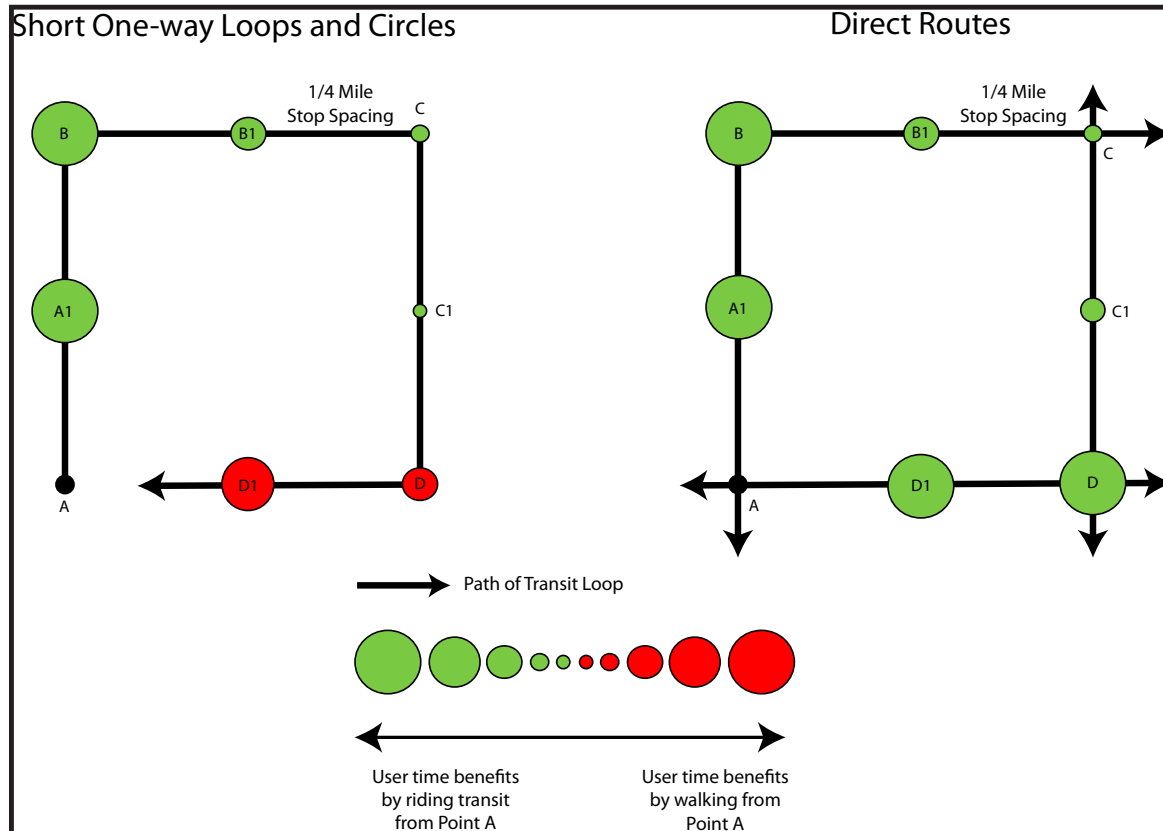 Short One-way Loops and Circles
Direct Routes
1/4 Mile
Stop Spacing
C
B
B1
A1
C1
D1
D
A
1/4 Mile
Stop Spacing
B
B1
C
A1
C1
D1
D
A
Path of Transit Loop
User time benefits
by riding transit
from Point A
User time benefits
by walking from
Point A